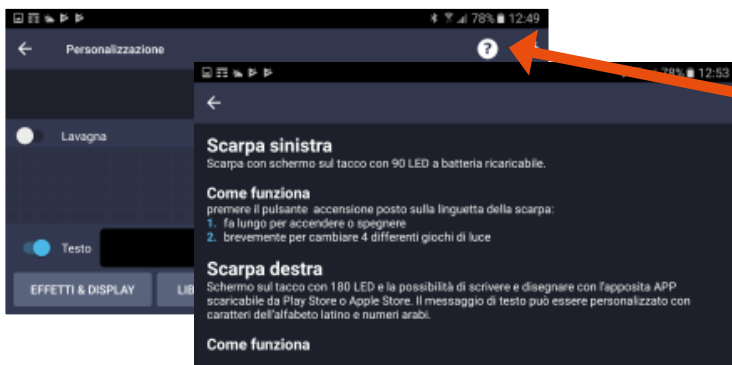 78% 12:49
Personalizzazione
?
78% 12:53
Lavagna
Scarpa sinistra
Scarpa con schermo sul tacco con 90 LED a batteria ricaricabile.
Come funziona
premere il pulsante accensione posto sulla linguetta della scarpa:
1. fa lungo per accendere o spegnere
2. brevemente per cambiare 4 differenti giochi di luce
Testo
Scarpa destra
EFFETTI & DISPLAY LIB
Schermo sul tacco con 180 LED e la possibilità di scrivere e disegnare con l'apposita APP
scaricabile da Play Store o Apple Store. Il messaggio di testo può essere personalizzato con
caratteri dell'alfabeto latino e numeri arabi.
Come funziona